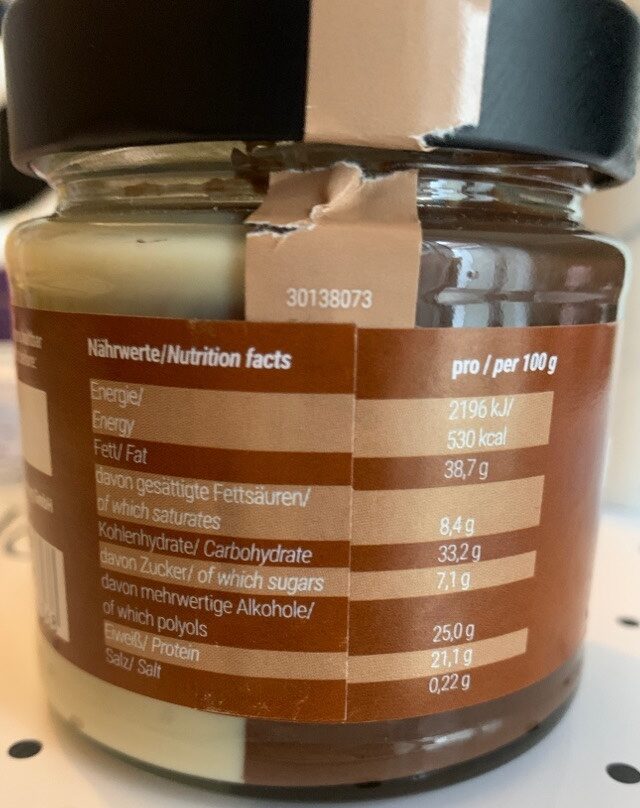 30138073
Nährwerte/Nutrition facts pro / per 100 g
Energie/ 2196 kJ/
Energy 530 kcal
Fett/ Fat 38,7 g
davon gesättigte Fettsäuren/
of which saturates 8,4 g
Kohlenhydrate/ Carbohydrate 33,2 g
davon Zucker/ of which sugars 7,1 g
davon mehrwertige Alkohole/
of which polyols 25,0 g
Eiweiß/ Protein 21,1 g
Salz/ Salt 0,22 g